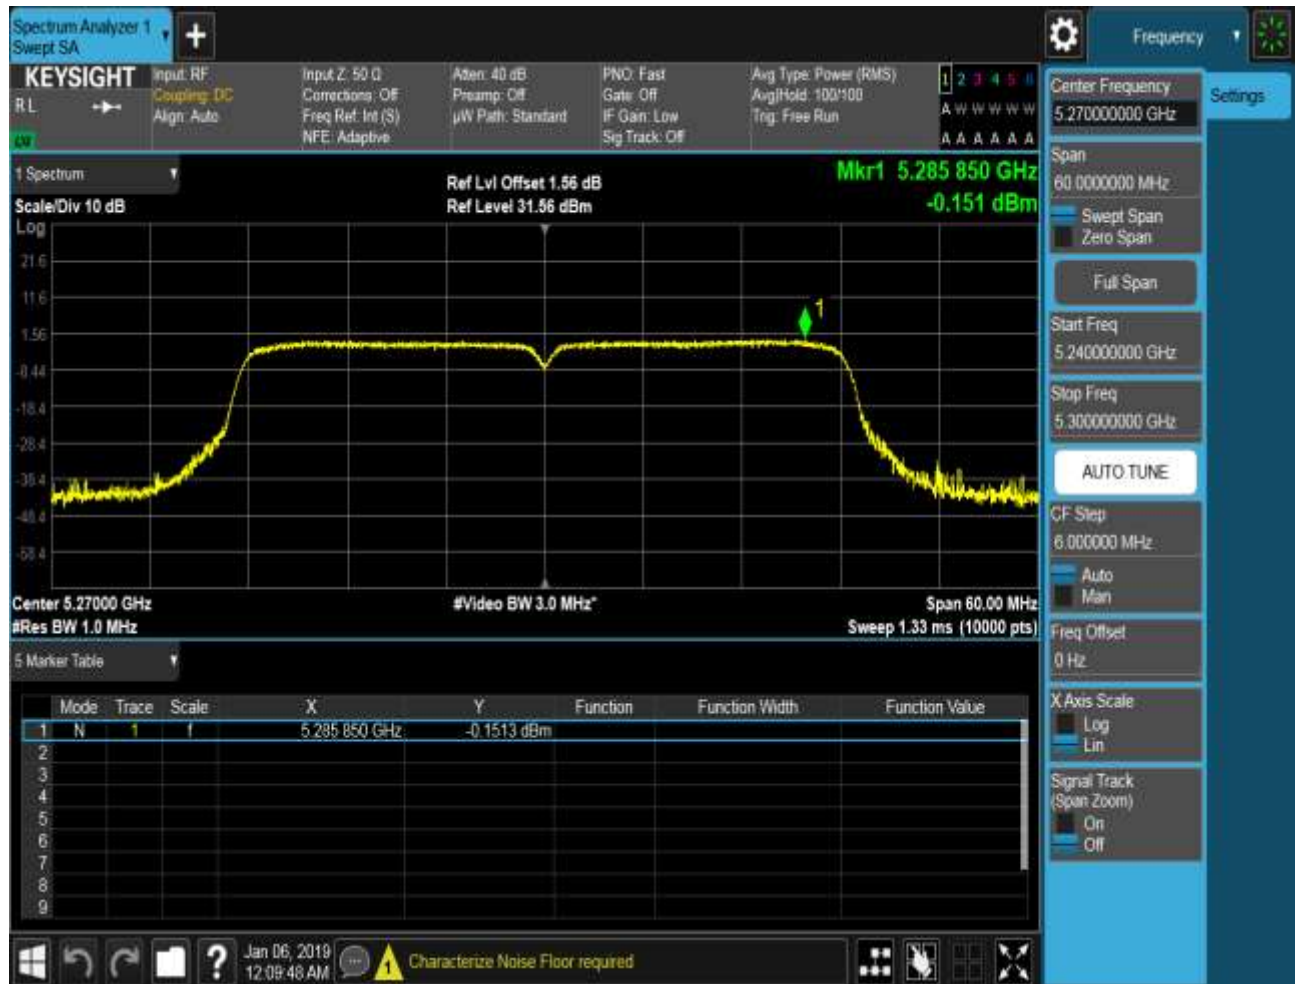 Spectrum Analyzer 1
Swept SA
+
Frequency
KEYSIGHT
RL
Input: RF
Coupling: DC
Align: Auto
Input Z: 50 Ω
Corrections: Off
Freq Ref: Int (S)
NFE: Adaptive
Atten: 40 dB
Preamp: Off
µW Path: Standard
PNO: Fast
Gate: Off
IF Gain: Low
Sig Track: Off
Avg Type: Power (RMS)
Avg|Hold: 100/100
Trig: Free Run
1 2 3 4 5 6
A W W W W W
A A A A A A
1 Spectrum
Scale/Div 10 dB
Ref Lvl Offset 1.56 dB
Ref Level 31.56 dBm
Mkr1 5.285 850 GHz
-0.151 dBm
Log
21.6
11.6
1.56
-8.44
-18.4
-28.4
-38.4
-48.4
-58.4
1
Center 5.27000 GHz
#Video BW 3.0 MHz*
Span 60.00 MHz
#Res BW 1.0 MHz
Sweep 1.33 ms (10000 pts)
5 Marker Table
Mode Trace Scale X Y Function Function Width Function Value
1 N 1 f 5.285 850 GHz -0.1513 dBm
2
3
4
5
6
7
8
9
Center Frequency
5.270000000 GHz
Settings
Span
60.0000000 MHz
Swept Span
Zero Span
Full Span
Start Freq
5.240000000 GHz
Stop Freq
5.300000000 GHz
AUTO TUNE
CF Step
6.000000 MHz
Auto
Man
Freq Offset
0 Hz
X Axis Scale
Log
Lin
Signal Track
(Span Zoom)
On
Off
?
Jan 06, 2019
12:09:48 AM
1
Characterize Noise Floor required